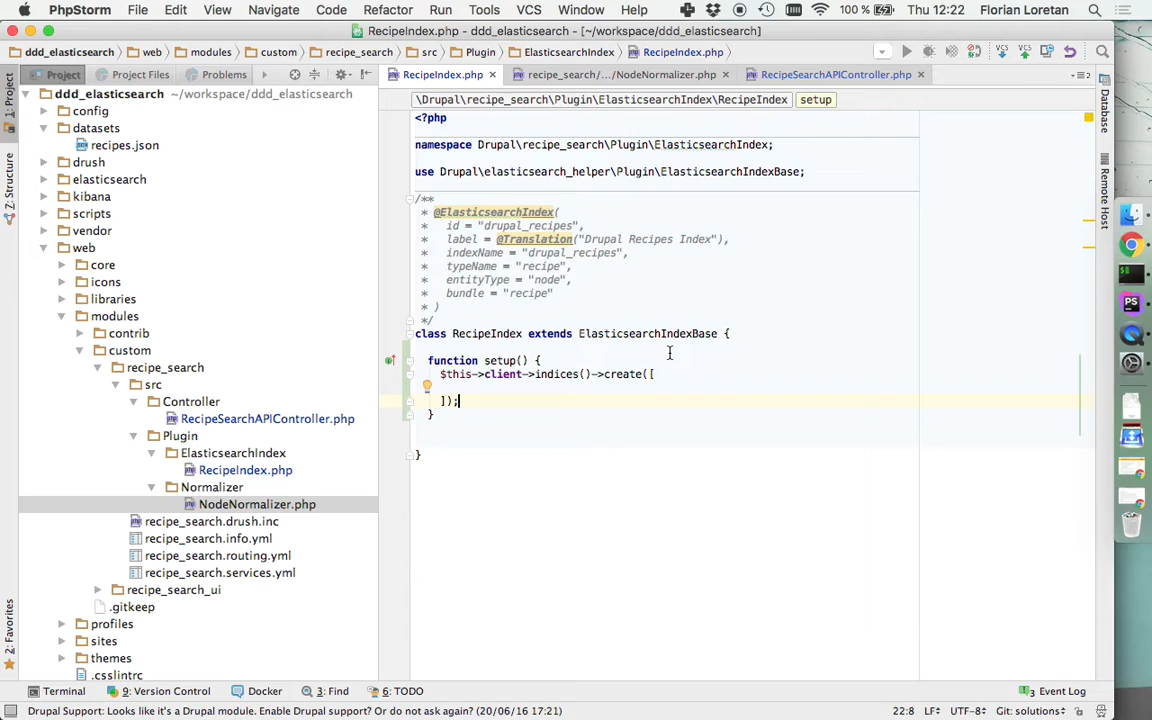 PhpStorm File Edit View Navigate Code Refactor Run Tools VCS Window Help 100 % Thu 12:22 Florian Loretan
RecipeIndex.php - ddd_elasticsearch - [~/workspace/ddd_elasticsearch]
ddd_elasticsearch web modules custom recipe_search src Plugin ElasticsearchIndex RecipeIndex.php
Project Project Files Problems RecipeIndex.php recipe_search/.../NodeNormalizer.php RecipeSearchAPIController.php
1: Project
Z: Structure
2: Favorites
Database
Remote Host
ddd_elasticsearch ~/workspace/ddd_elasticsearch
config
datasets
recipes.json
drush
elasticsearch
kibana
scripts
vendor
web
core
icons
libraries
modules
contrib
custom
recipe_search
src
Controller
RecipeSearchAPIController.php
Plugin
ElasticsearchIndex
RecipeIndex.php
Normalizer
NodeNormalizer.php
recipe_search.drush.inc
recipe_search.info.yml
recipe_search.routing.yml
recipe_search.services.yml
recipe_search_ui
.gitkeep
profiles
sites
themes
.csslintrc
\Drupal\recipe_search\Plugin\ElasticsearchIndex\RecipeIndex setup
<?php
namespace Drupal\recipe_search\Plugin\ElasticsearchIndex;
use Drupal\elasticsearch_helper\Plugin\ElasticsearchIndexBase;
/**
* @ElasticsearchIndex(
*   id = "drupal_recipes",
*   label = @Translation("Drupal Recipes Index"),
*   indexName = "drupal_recipes",
*   typeName = "recipe",
*   entityType = "node",
*   bundle = "recipe"
* )
*/
class RecipeIndex extends ElasticsearchIndexBase {
function setup() {
$this->client->indices()->create([
]);
}
}
Terminal 9: Version Control Docker 3: Find 6: TODO 3 Event Log
Drupal Support: Looks like it's a Drupal module. Enable Drupal support? Or do not ask again? (20/06/16 17:21) 22:8 LF UTF-8 Git: solutions